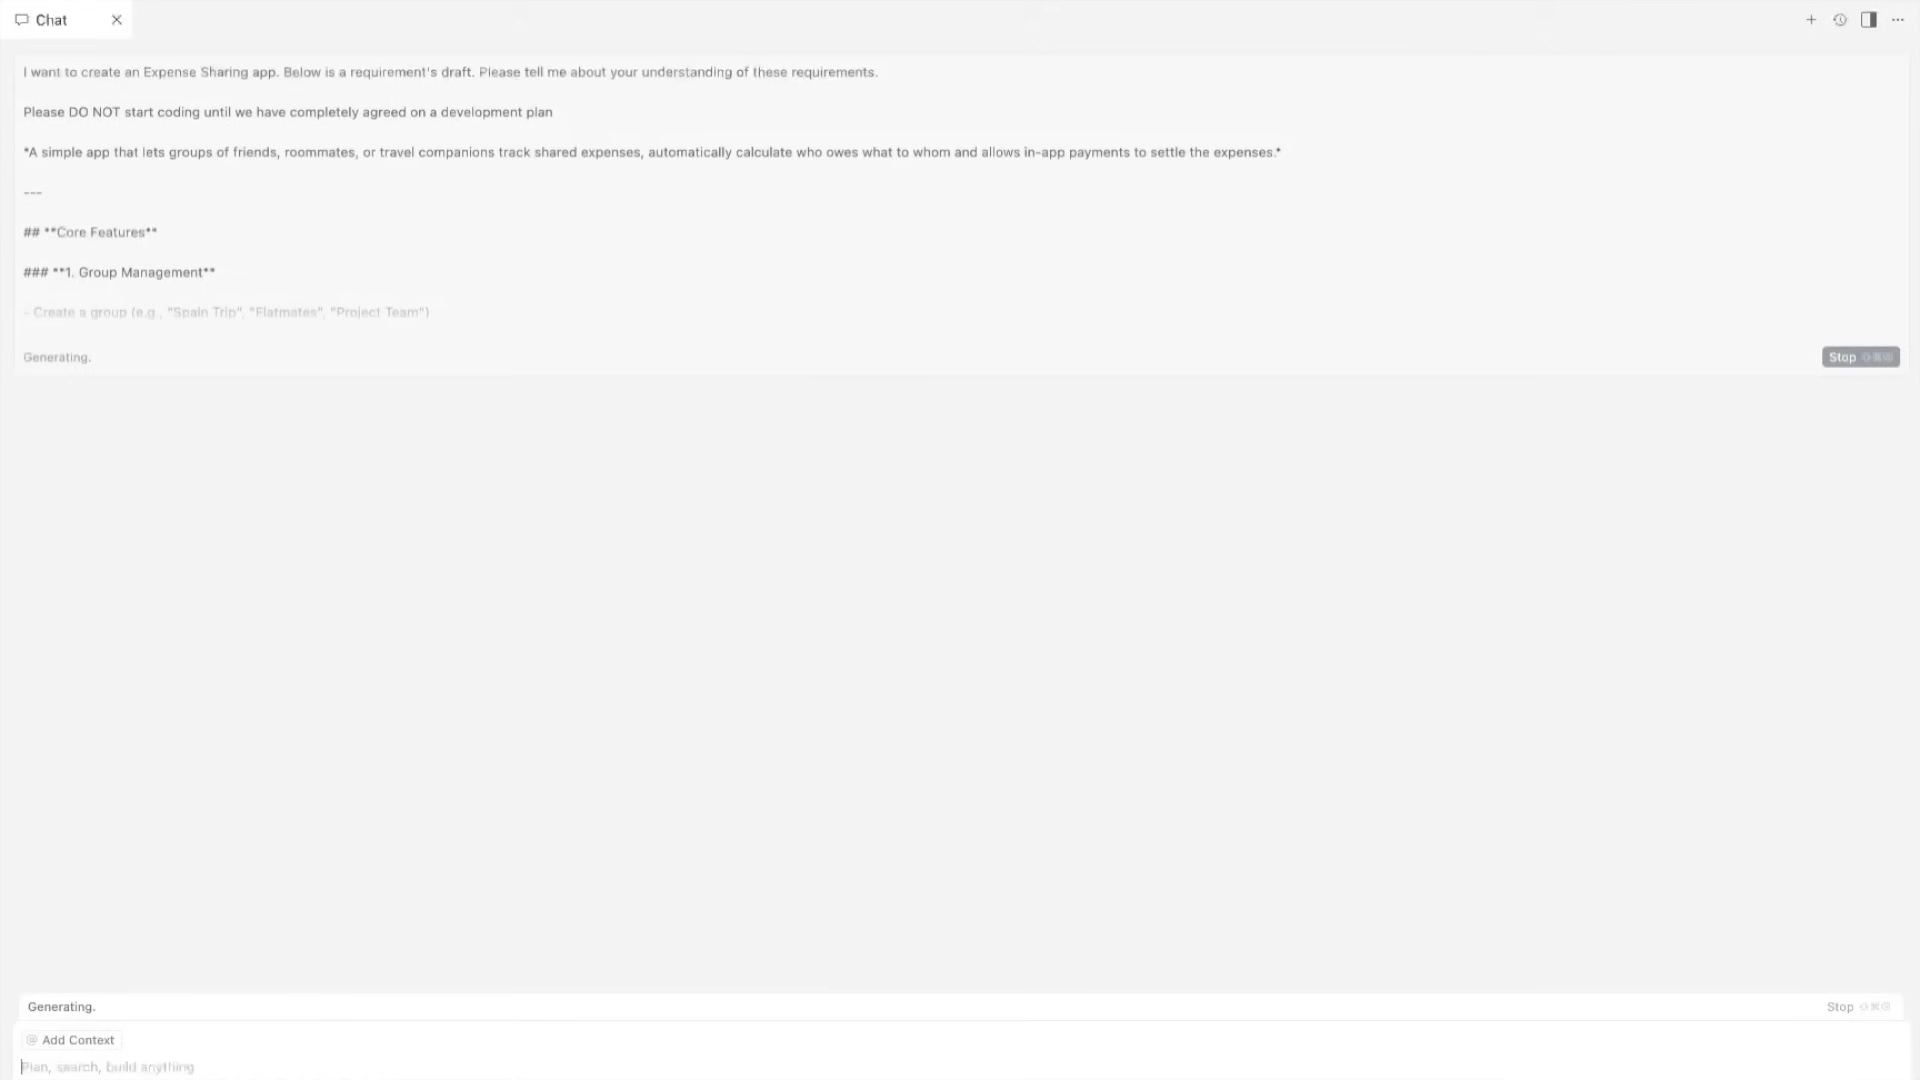 Chat
I want to create an Expense Sharing app. Below is a requirement's draft. Please tell me about your understanding of these requirements.
Please DO NOT start coding until we have completely agreed on a development plan
*A simple app that lets groups of friends, roommates, or travel companions track shared expenses, automatically calculate who owes what to whom and allows in-app payments to settle the expenses.*
---
## **Core Features**
### **1. Group Management**
- Create a group (e.g., "Spain Trip", "Flatmates", "Project Team")
Generating.
Stop
Generating.
Stop
Add Context
Plan, search, build anything